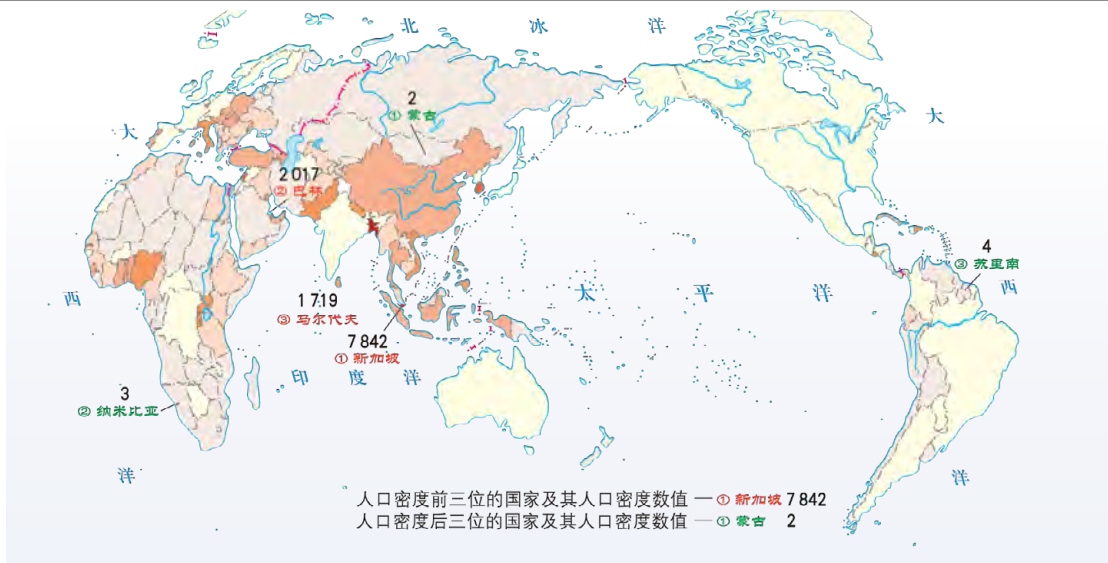 北 冰 洋
2
① 蒙古
大
大
2 017
② 巴林
4
③ 苏里南
西
太 平 洋
西
1 719
③ 马尔代夫
7 842
① 新加坡
印 度 洋
3
② 纳米比亚
洋
洋
人口密度前三位的国家及其人口密度数值 — ① 新加坡 7 842
人口密度后三位的国家及其人口密度数值 — ① 蒙古 2